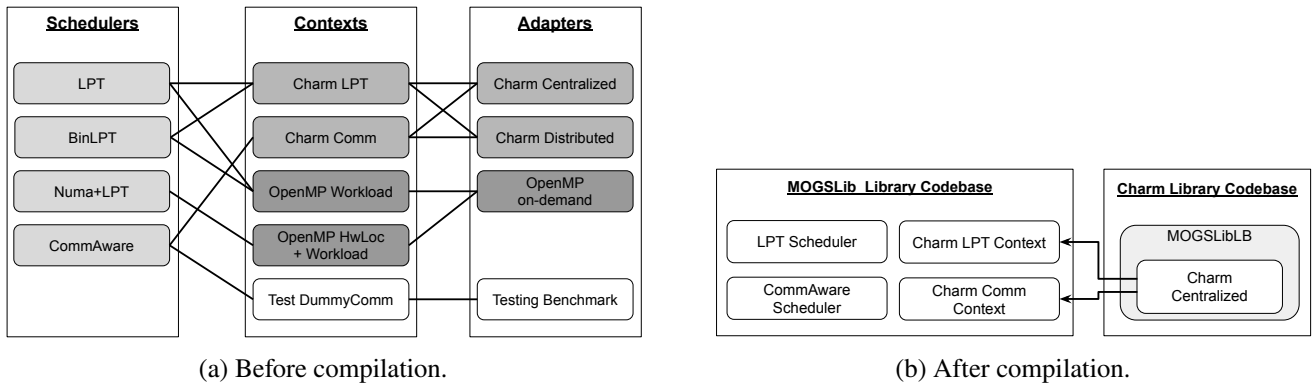 Schedulers
LPT
BinLPT
Numa+LPT
CommAware
Contexts
Charm LPT
Charm Comm
OpenMP Workload
OpenMP HwLoc
+ Workload
Test DummyComm
Adapters
Charm Centralized
Charm Distributed
OpenMP
on-demand
Testing Benchmark
(a) Before compilation.
MOGSLib Library Codebase
LPT Scheduler
Charm LPT Context
CommAware
Scheduler
Charm Comm
Context
Charm Library Codebase
MOGSLibLB
Charm
Centralized
(b) After compilation.